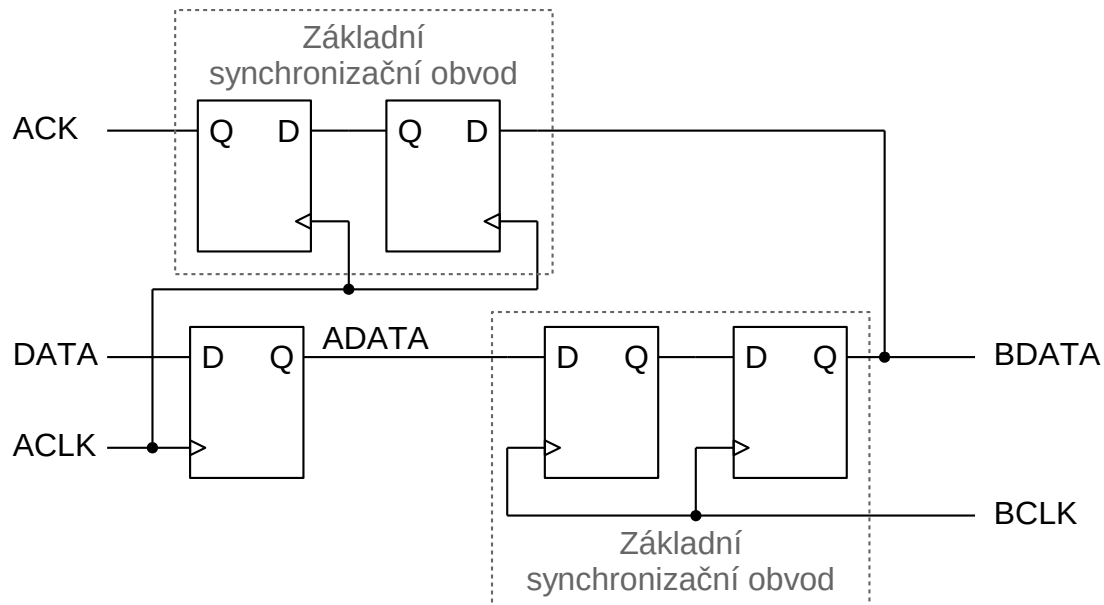 Základní
synchronizační obvod
ACK
Q D
Q D
DATA
D Q
ADATA
D Q
D Q
BDATA
ACLK
BCLK
Základní
synchronizační obvod